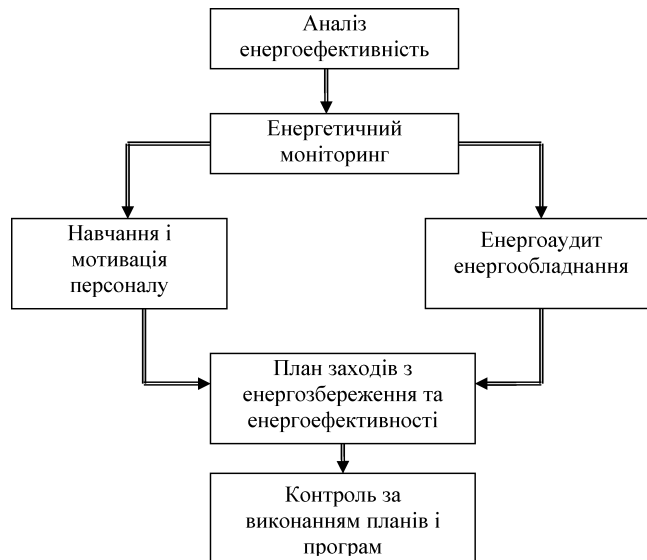 Аналіз
енергоефективність
Енергетичний
моніторинг
Навчання і
мотивація
персоналу
Енергоаудит
енергообладнання
План заходів з
енергозбереження та
енергоефективності
Контроль за
виконанням планів і
програм